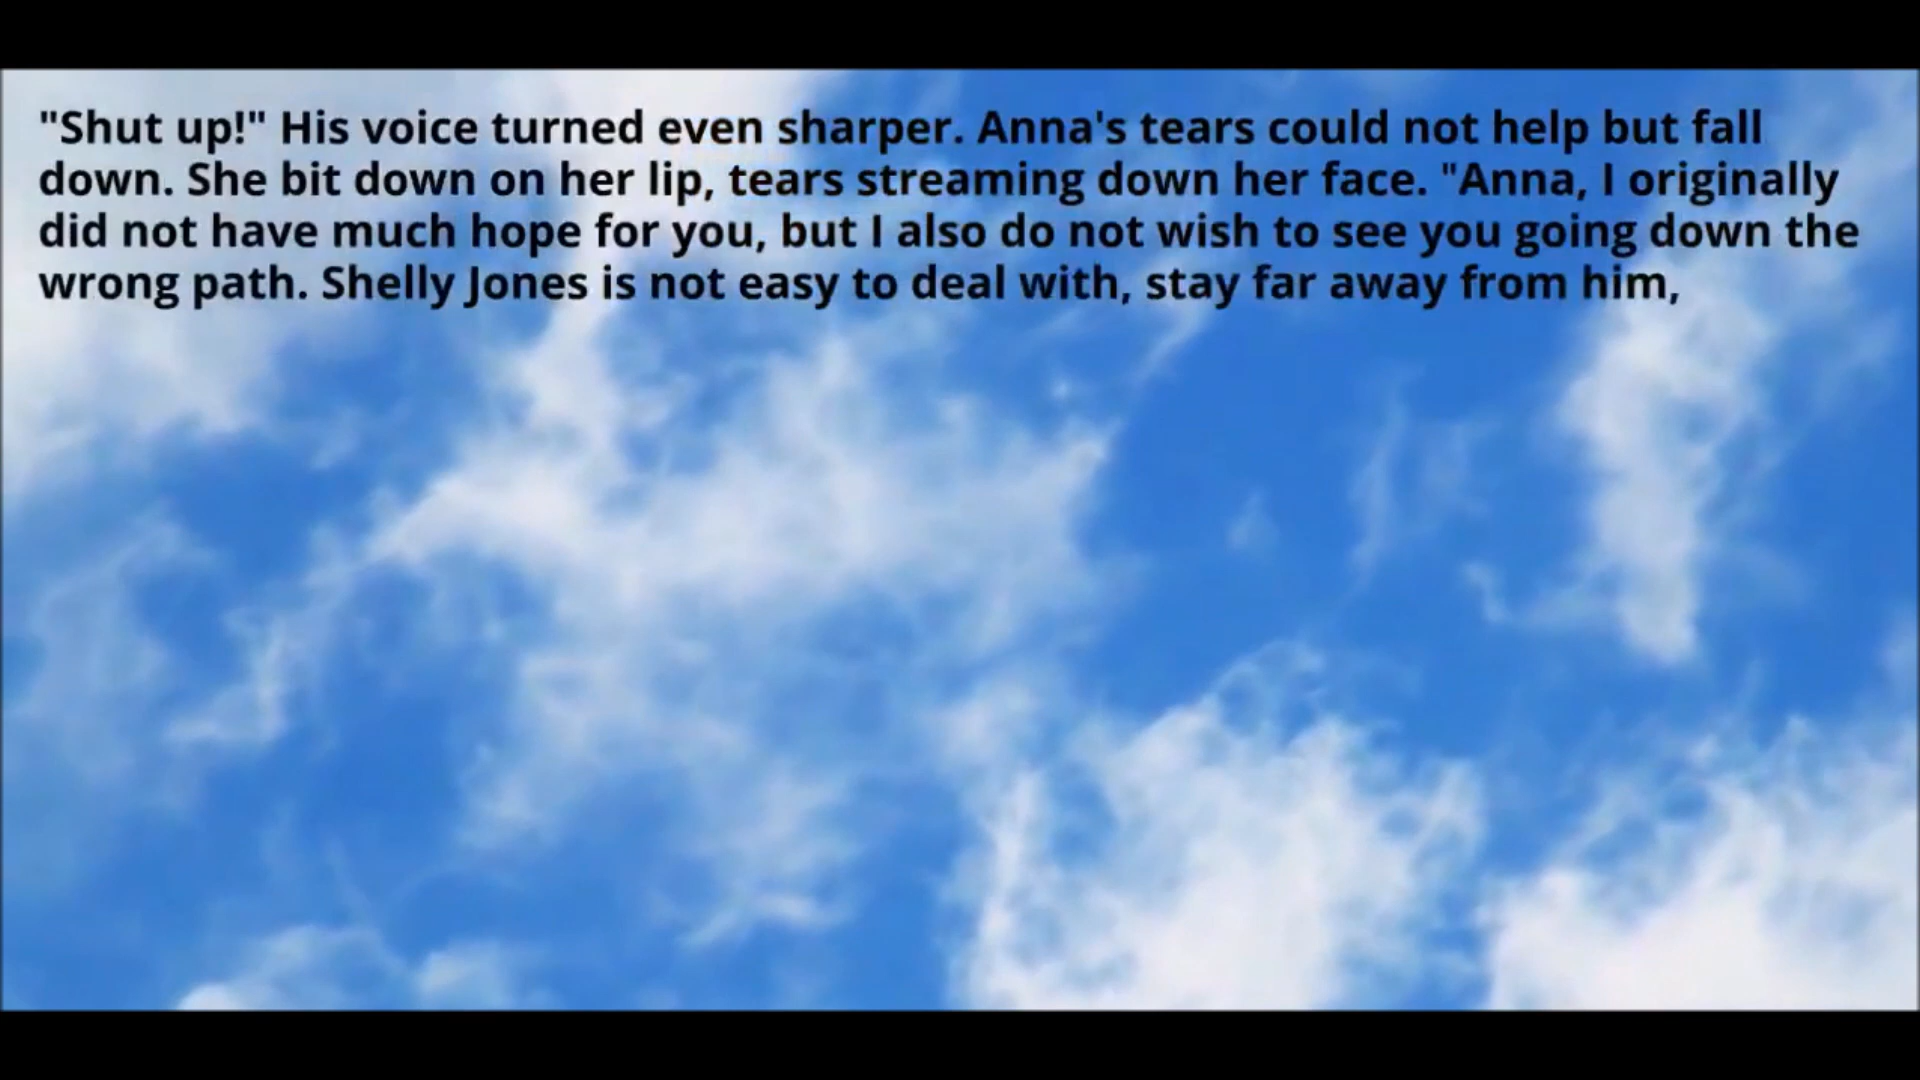 "Shut up!" His voice turned even sharper. Anna's tears could not help but fall
down. She bit down on her lip, tears streaming down her face. "Anna, I originally
did not have much hope for you, but I also do not wish to see you going down the
wrong path. Shelly Jones is not easy to deal with, stay far away from him,